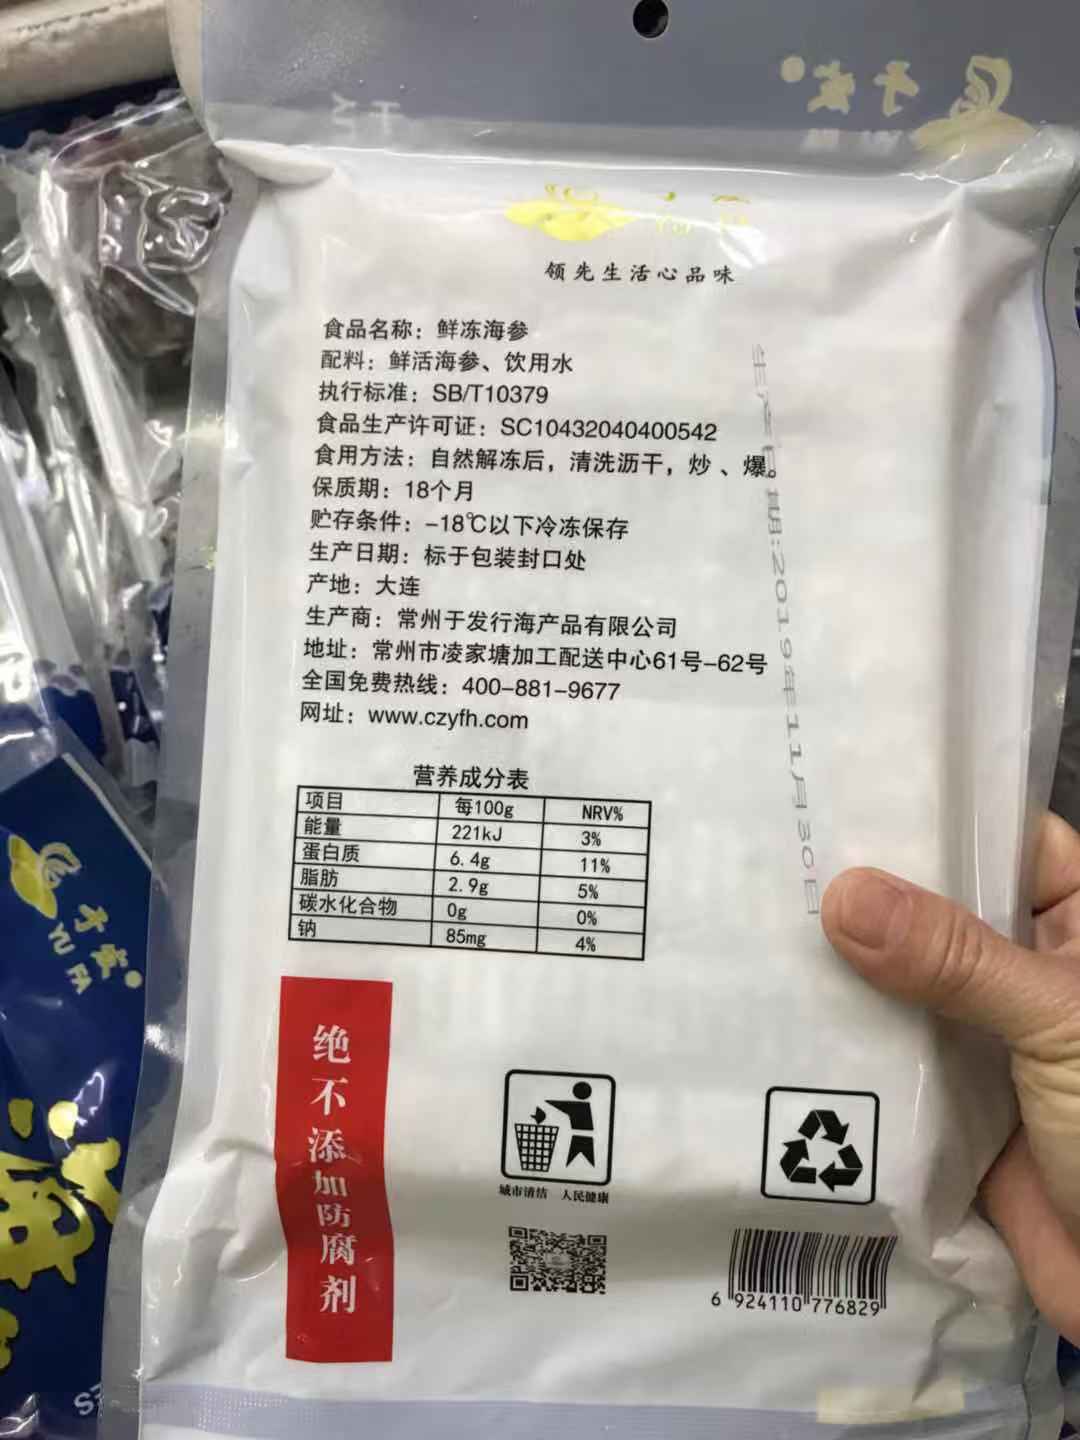 领先生活心品味
食品名称：鲜冻海参
配料：鲜活海参、饮用水
执行标准：SB/T10379
食品生产许可证：SC10432040400542
食用方法：自然解冻后，清洗沥干，炒、爆。
保质期：18个月
贮存条件：-18℃以下冷冻保存
生产日期：标于包装封口处
产地：大连
生产商：常州于发行海产品有限公司
地址：常州市凌家塘加工配送中心61号-62号
全国免费热线：400-881-9677
网址：www.czyfh.com
生产日期:2019年11月30日
营养成分表
项目 每100g NRV%
能量 221kJ 3%
蛋白质 6.4g 11%
脂肪 2.9g 5%
碳水化合物 0g 0%
钠 85mg 4%
绝不添加防腐剂
城市清洁 人民健康
6 924110 776829
于发
YU FA